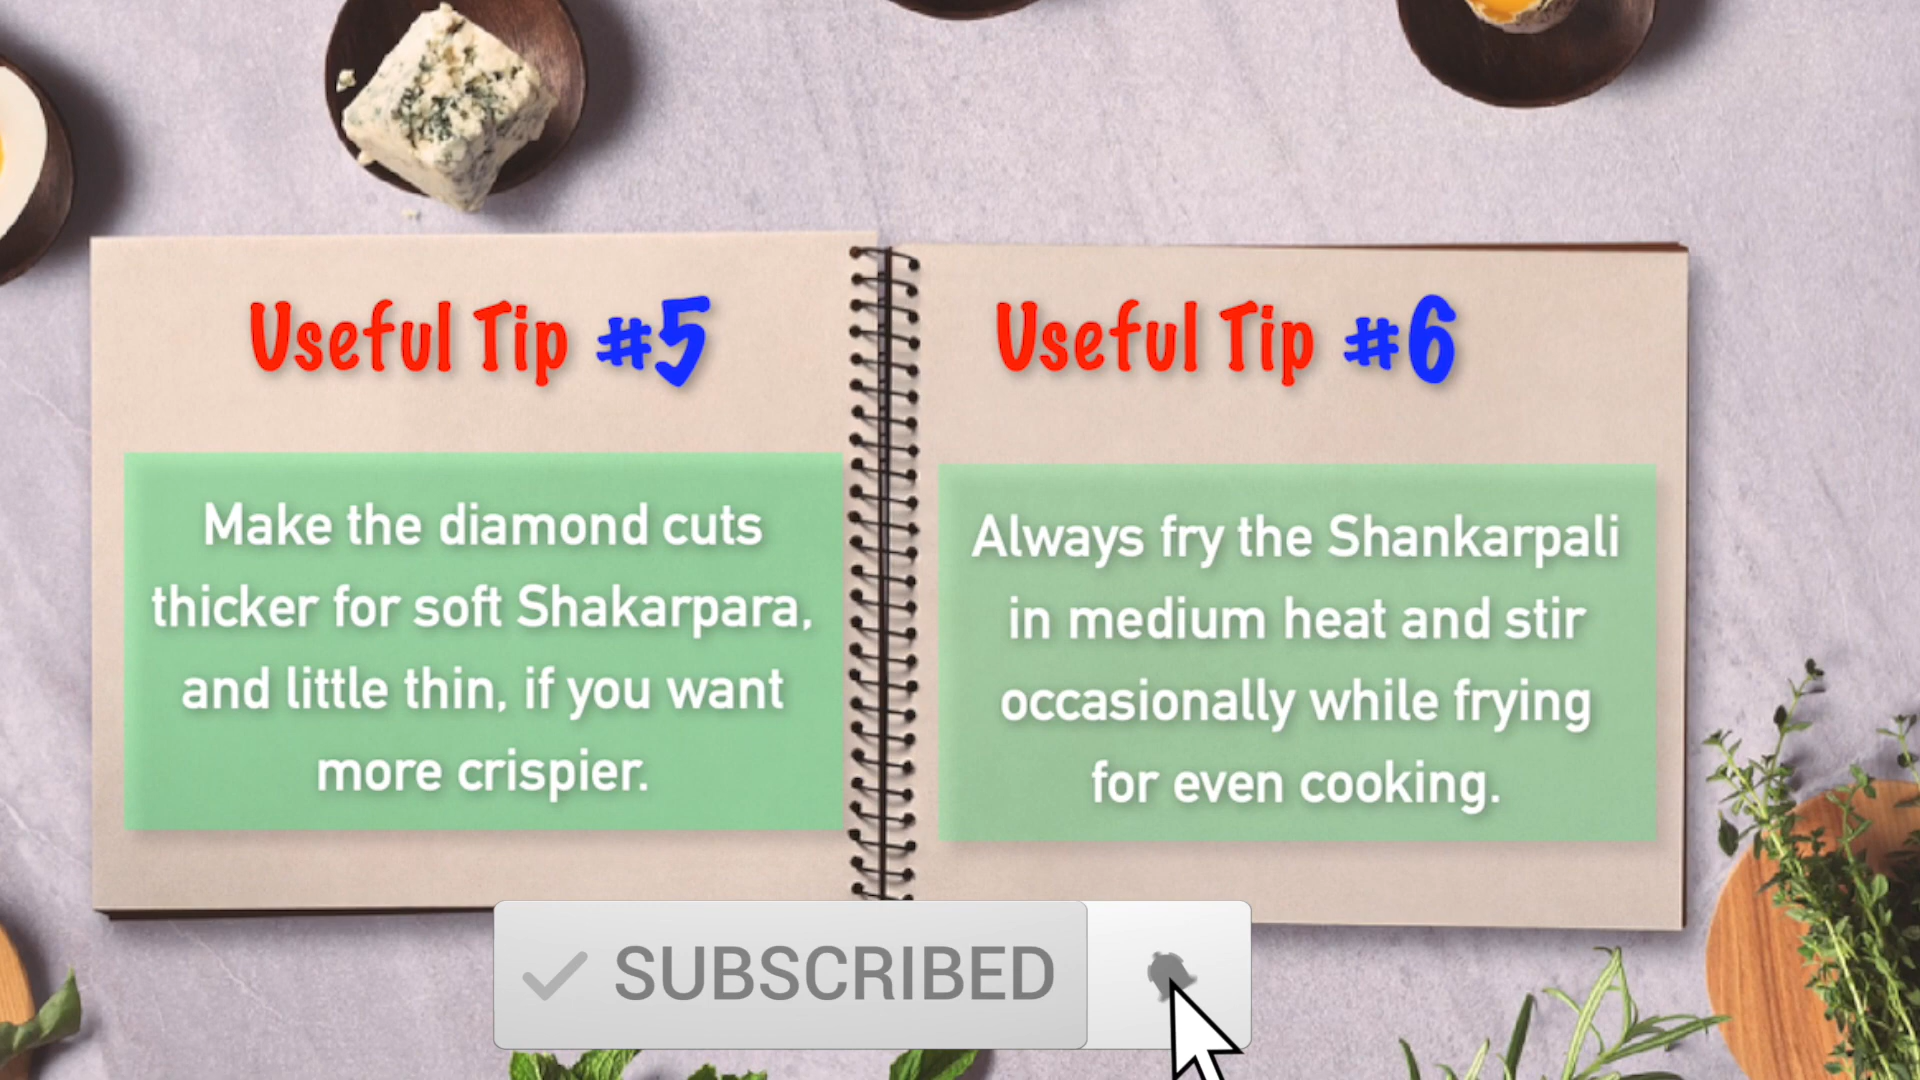 Useful Tip #5
Make the diamond cuts
thicker for soft Shakarpara,
and little thin, if you want
more crispier.
Useful Tip #6
Always fry the Shankarpali
in medium heat and stir
occasionally while frying
for even cooking.
SUBSCRIBED